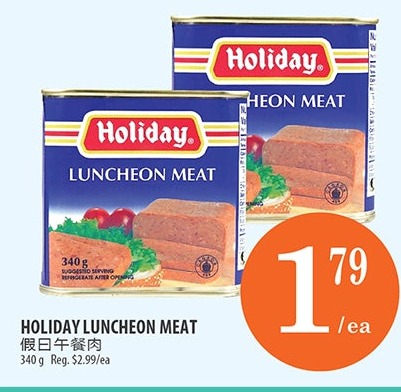 Holiday®
HEON MEAT
Holiday®
LUNCHEON MEAT
340 g
SUGGESTED SERVING
REFRIGERATE AFTER OPENING
HOLIDAY LUNCHEON MEAT
假日午餐肉
340 g Reg. $2.99/ea
1.79
/ea